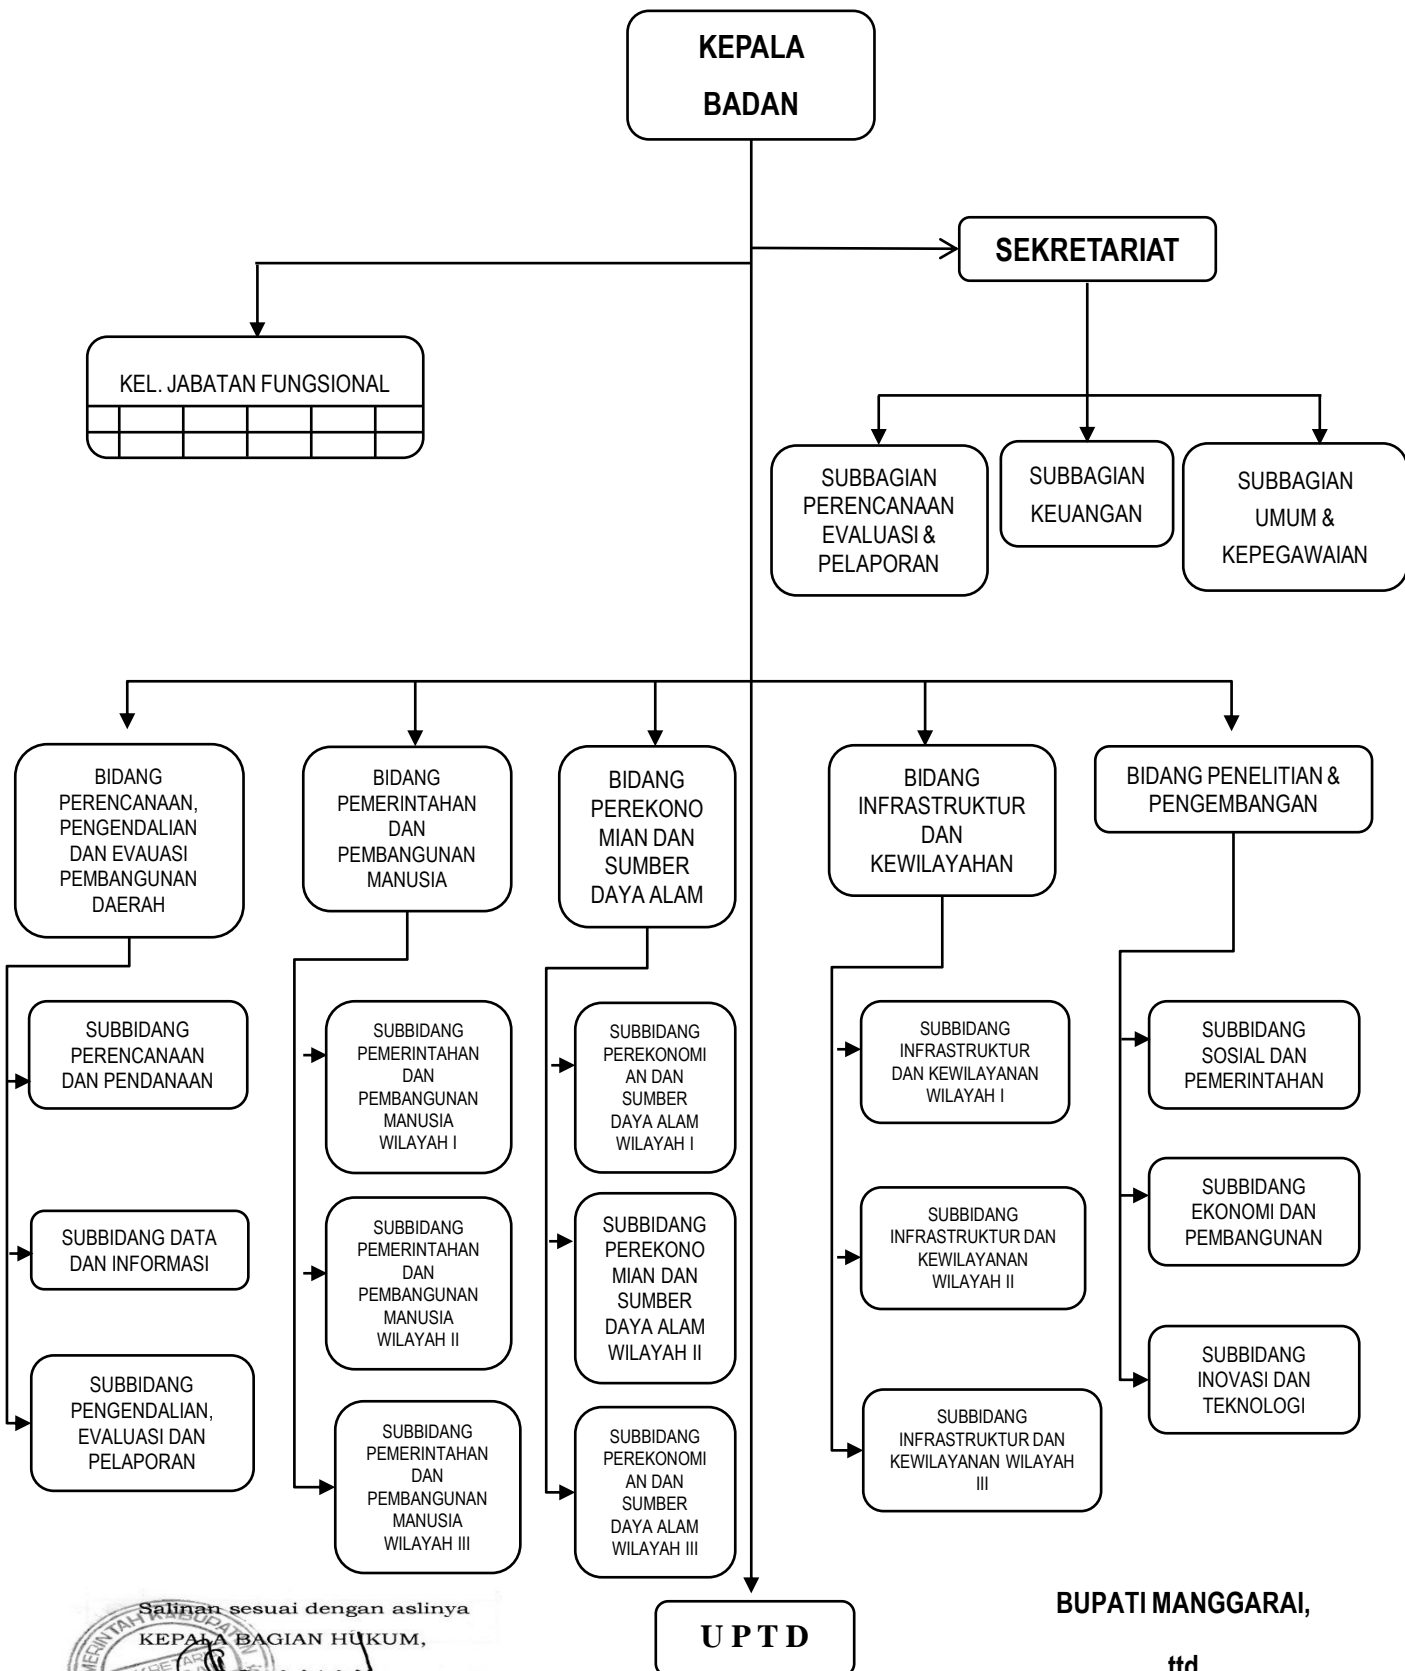 KEPALA
BADAN
SEKRETARIAT
KEL. JABATAN FUNGSIONAL
SUBBAGIAN
PERENCANAAN
EVALUASI &
PELAPORAN
SUBBAGIAN
KEUANGAN
SUBBAGIAN
UMUM &
KEPEGAWAIAN
BIDANG
PERENCANAAN,
PENGENDALIAN
DAN EVAUASI
PEMBANGUNAN
DAERAH
BIDANG
PEMERINTAHAN
DAN
PEMBANGUNAN
MANUSIA
BIDANG
PEREKONO
MIAN DAN
SUMBER
DAYA ALAM
BIDANG
INFRASTRUKTUR
DAN
KEWILAYAHAN
BIDANG PENELITIAN &
PENGEMBANGAN
SUBBIDANG
PERENCANAAN
DAN PENDANAAN
SUBBIDANG DATA
DAN INFORMASI
SUBBIDANG
PENGENDALIAN,
EVALUASI DAN
PELAPORAN
SUBBIDANG
PEMERINTAHAN
DAN
PEMBANGUNAN
MANUSIA
WILAYAH I
SUBBIDANG
PEMERINTAHAN
DAN
PEMBANGUNAN
MANUSIA
WILAYAH II
SUBBIDANG
PEMERINTAHAN
DAN
PEMBANGUNAN
MANUSIA
WILAYAH III
SUBBIDANG
PEREKONOMI
AN DAN
SUMBER
DAYA ALAM
WILAYAH I
SUBBIDANG
PEREKONO
MIAN DAN
SUMBER
DAYA ALAM
WILAYAH II
SUBBIDANG
PEREKONOMI
AN DAN
SUMBER
DAYA ALAM
WILAYAH III
SUBBIDANG
INFRASTRUKTUR
DAN KEWILAYANAN
WILAYAH I
SUBBIDANG
INFRASTRUKTUR DAN
KEWILAYANAN
WILAYAH II
SUBBIDANG
INFRASTRUKTUR DAN
KEWILAYANAN WILAYAH
III
SUBBIDANG
SOSIAL DAN
PEMERINTAHAN
SUBBIDANG
EKONOMI DAN
PEMBANGUNAN
SUBBIDANG
INOVASI DAN
TEKNOLOGI
Salinan sesuai dengan aslinya
KEPALA BAGIAN HUKUM,
U P T D
BUPATI MANGGARAI,
ttd